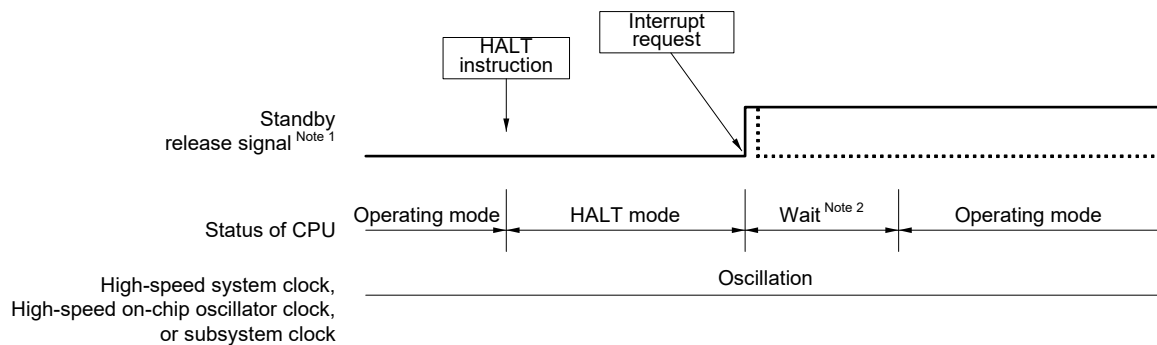 HALT
instruction
Interrupt
request
Standby
release signal Note 1
Status of CPU
Operating mode
HALT mode
Wait Note 2
Operating mode
High-speed system clock,
High-speed on-chip oscillator clock,
or subsystem clock
Oscillation